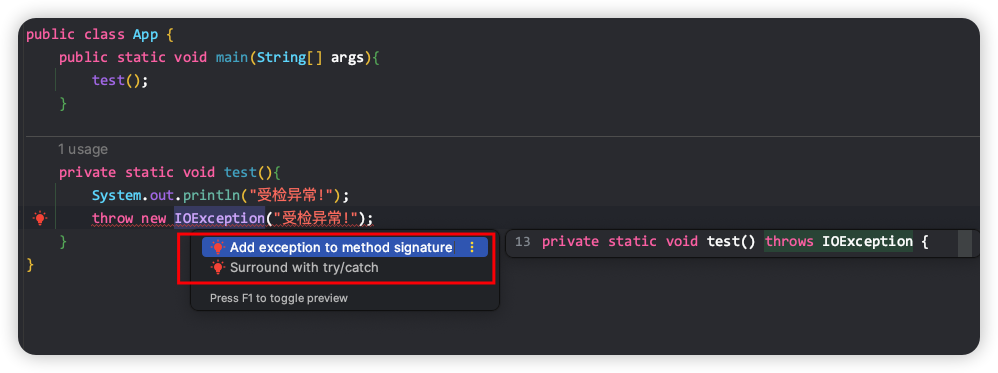 public class App {
public static void main(String[] args){
test();
}
1 usage
private static void test(){
System.out.println("受检异常!");
throw new IOException("受检异常!");
}
Add exception to method signature
13 private static void test() throws IOException {
Surround with try/catch
}
Press F1 to toggle preview